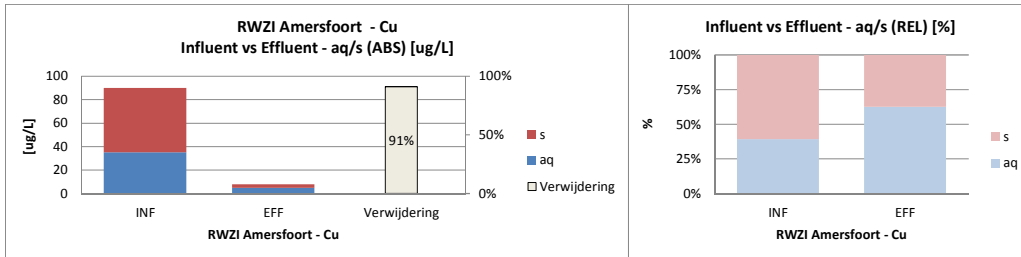 RWZI Amersfoort - Cu
Influent vs Effluent - aq/s (ABS) [ug/L]
[ug/L]
100
80
60
40
20
0
100%
50%
0%
91%
s
aq
Verwijdering
INF
EFF
Verwijdering
RWZI Amersfoort - Cu
Influent vs Effluent - aq/s (REL) [%]
%
100%
75%
50%
25%
0%
s
aq
INF
EFF
RWZI Amersfoort - Cu